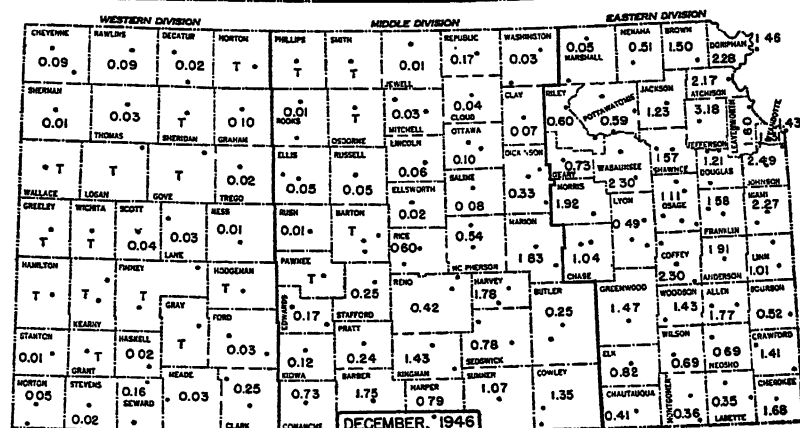 WESTERN DIVISION MIDDLE DIVISION EASTERN DIVISION
CHEYENNE RAWLINS DECATUR NORTON PHILLIPS SMITH REPUBLIC WASHINGTON NEMAHA BROWN DONIPHAN 1.46
0.09 0.09 0.02 T T T 0.01 0.17 0.03 0.05 0.51 1.50 2.28
JEWELL MARSHALL
SHERMAN CLAY RILEY POTTAWATOMIE JACKSON 2.17 ATCHISON
0.01 0.03 T 0.10 0.01 T 0.03 0.04 0.07 0.60 0.59 1.23 3.18 1.60 1.43
THOMAS SHERIDAN GRAHAM ROOKS OSBORNE MITCHELL CLOUD JEFFERSON LEAVENWORTH WYANDOTTE
ELLIS RUSSELL LINCOLN OTTAWA DICKINSON GEARY WABAUNSEE SHAWNEE DOUGLAS JOHNSON
T T T 0.02 0.05 0.05 0.06 0.10 0.33 0.73 2.30 1.57 1.21 2.49
WALLACE LOGAN GOVE TREGO ELLSWORTH SALINE MORRIS LYON OSAGE MIAMI
0.02 0.08 1.92 0.49 1.11 1.58 2.27
GREELEY WICHITA SCOTT NESS RUSH BARTON RICE MARION FRANKLIN
T T 0.04 0.03 0.01 0.01 T 0.60 0.54 1.83 1.04 1.91
LANE MC PHERSON CHASE COFFEY ANDERSON LINN
2.30 1.01
HAMILTON FINNEY HODGEMAN PAWNEE RENO HARVEY BUTLER GREENWOOD WOODSON ALLEN BOURBON
T T T T T 0.25 0.42 1.78 0.25 1.47 1.43 1.77 0.52
KEARNY GRAY FORD EDWARDS STAFFORD
STANTON HASKELL T 0.03 0.17 PRATT 0.78 ELK WILSON CRAWFORD
0.01 T 0.02 0.12 0.24 1.43 SEDGWICK 0.82 0.69 0.69 1.41
GRANT MEADE KIOWA BARBER KINGMAN SUMNER COWLEY NEOSHO
MORTON STEVENS 0.16 0.03 0.25 0.73 1.75 HARPER 1.07 1.35 CHAUTAUQUA MONTGOMERY 0.35 CHEROKEE
0.05 0.02 SEWARD CLARK COMANCHE 0.79 0.41 0.36 LABETTE 1.68
DECEMBER, 1946